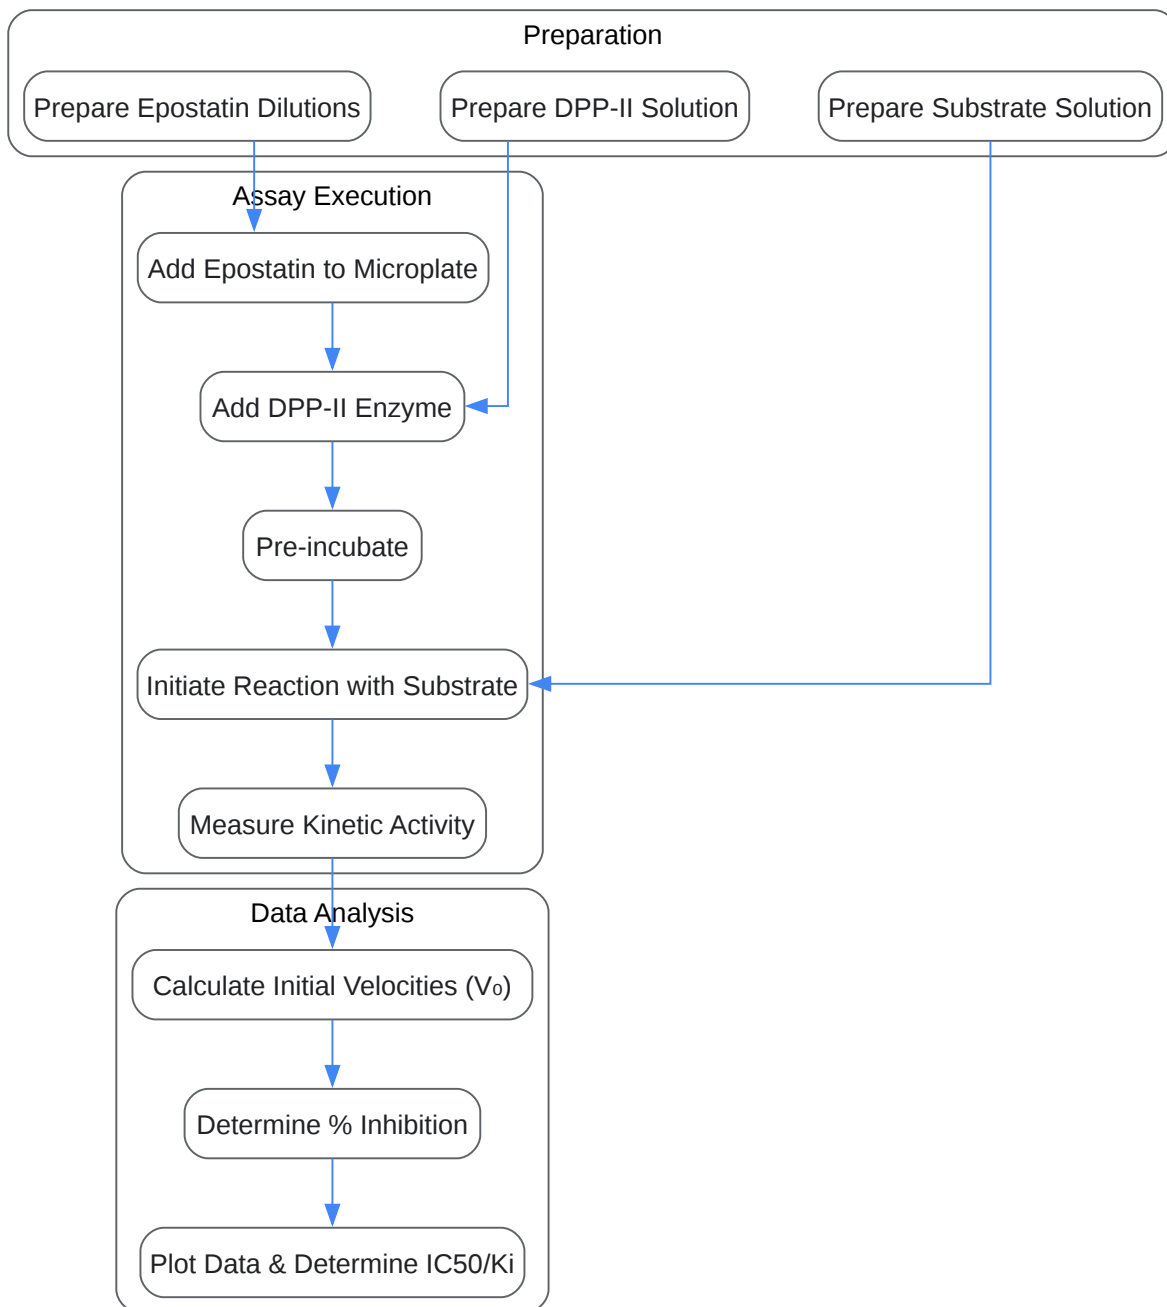 Preparation
Prepare Epostatin Dilutions
Prepare DPP-II Solution
Prepare Substrate Solution
Assay Execution
Add Epostatin to Microplate
Add DPP-II Enzyme
Pre-incubate
Initiate Reaction with Substrate
Measure Kinetic Activity
Data Analysis
Calculate Initial Velocities (V₀)
Determine % Inhibition
Plot Data & Determine IC50/Ki